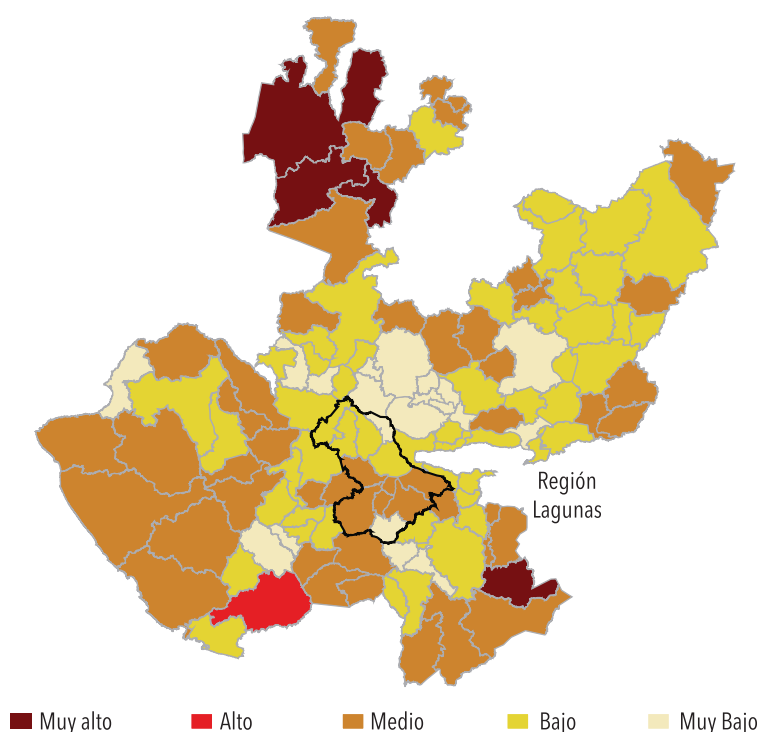 Región
Lagunas
Muy alto
Alto
Medio
Bajo
Muy Bajo